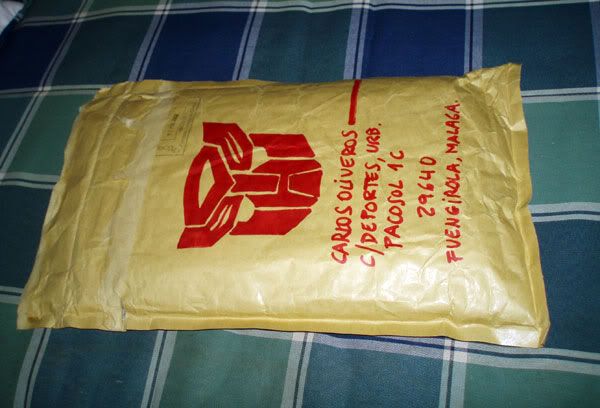 CARLOS OLIVEROS
C/DEPORTES, URB.
PACOSOL 1C
29640
FUENGIROLA, MALAGA.